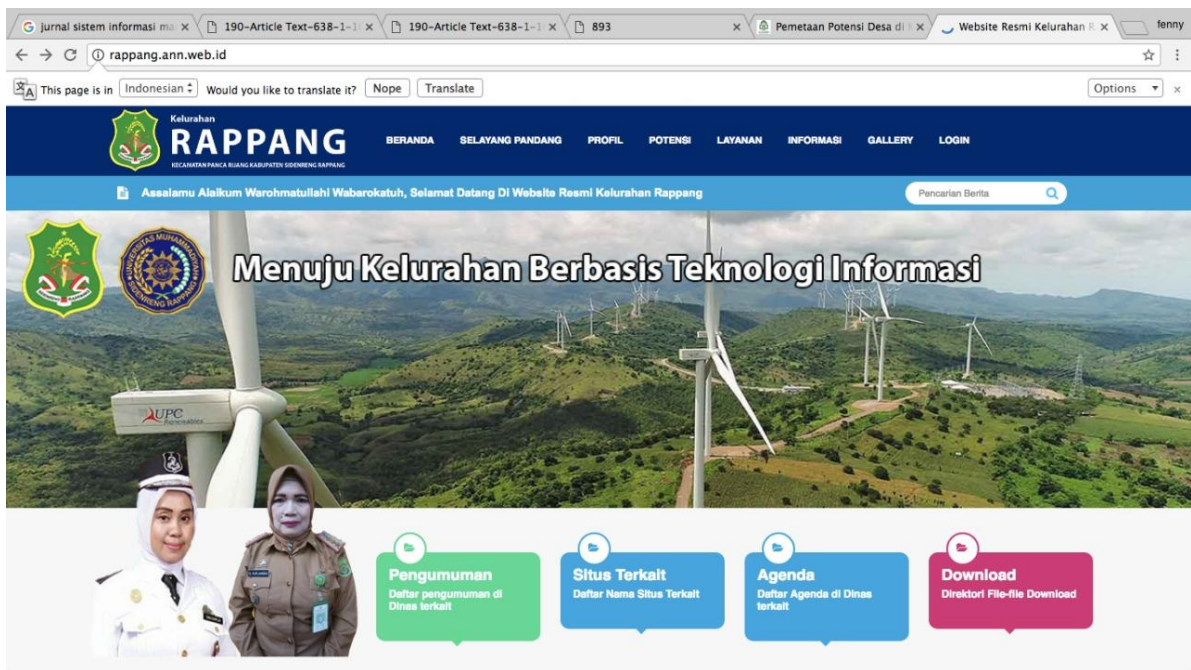 jurnal sistem informasi ma
190-Article Text-638-1-1
190-Article Text-638-1-1
893
Pemetaan Potensi Desa di
Website Resmi Kelurahan R
fenny
rappang.ann.web.id
This page is in Indonesian Would you like to translate it? Nope Translate Options
Kelurahan
RAPPANG
KECAMATAN PANCA RIJANG KABUPATEN SIDENRENG RAPPANG
BERANDA SELAYANG PANDANG PROFIL POTENSI LAYANAN INFORMASI GALLERY LOGIN
Assalamu Alaikum Warohmatullahi Wabarokatuh, Selamat Datang Di Website Resmi Kelurahan Rappang
Pencarian Berita
UNIVERSITAS MUHAMMADIYAH
SIDENRENG RAPPANG
Menuju Kelurahan Berbasis Teknologi Informasi
UPC
Renewables
Pengumuman
Daftar pengumuman di
Dinas terkait
Situs Terkait
Daftar Nama Situs Terkait
Agenda
Daftar Agenda di Dinas
terkait
Download
Direktori File-file Download